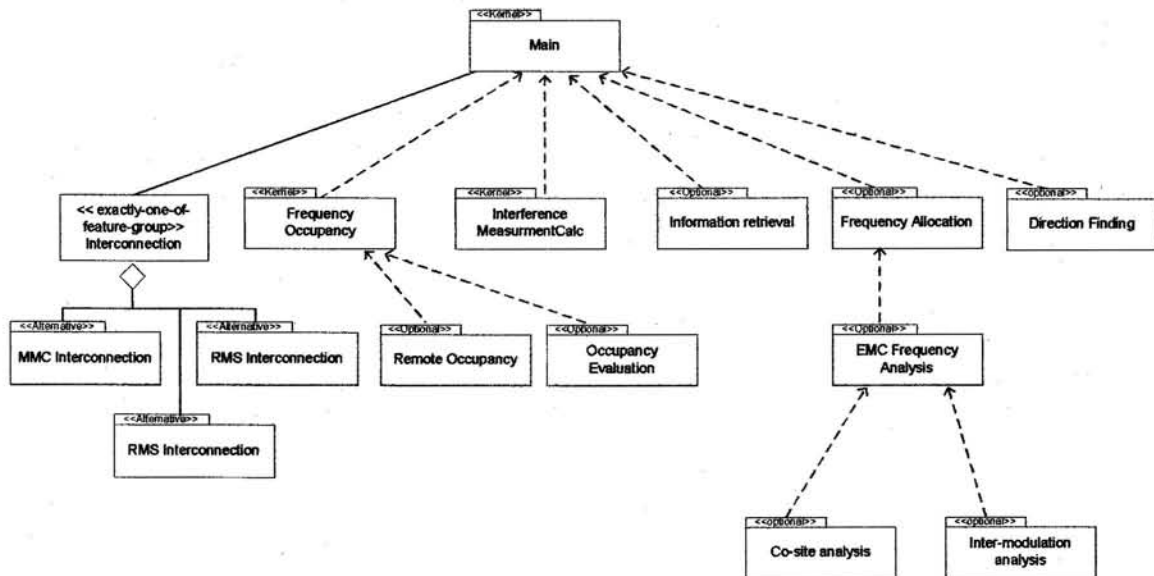 <<Kernel>>
Main
<< exactly-one-of-
feature-group>>
Interconnection
<<Kernel>>
Frequency
Occupancy
<<Kernel>>
Interference
MeasurmentCalc
<<Optional>>
Information retrieval
<<Optional>>
Frequency Allocation
<<optional>>
Direction Finding
<<Alternative>>
MMC Interconnection
<<Alternative>>
RMS Interconnection
<<Optional>>
Remote Occupancy
<<Optional>>
Occupancy
Evaluation
<<Optional>>
EMC Frequency
Analysis
<<Alternative>>
RMS Interconnection
<<optional>>
Co-site analysis
<<optional>>
Inter-modulation
analysis